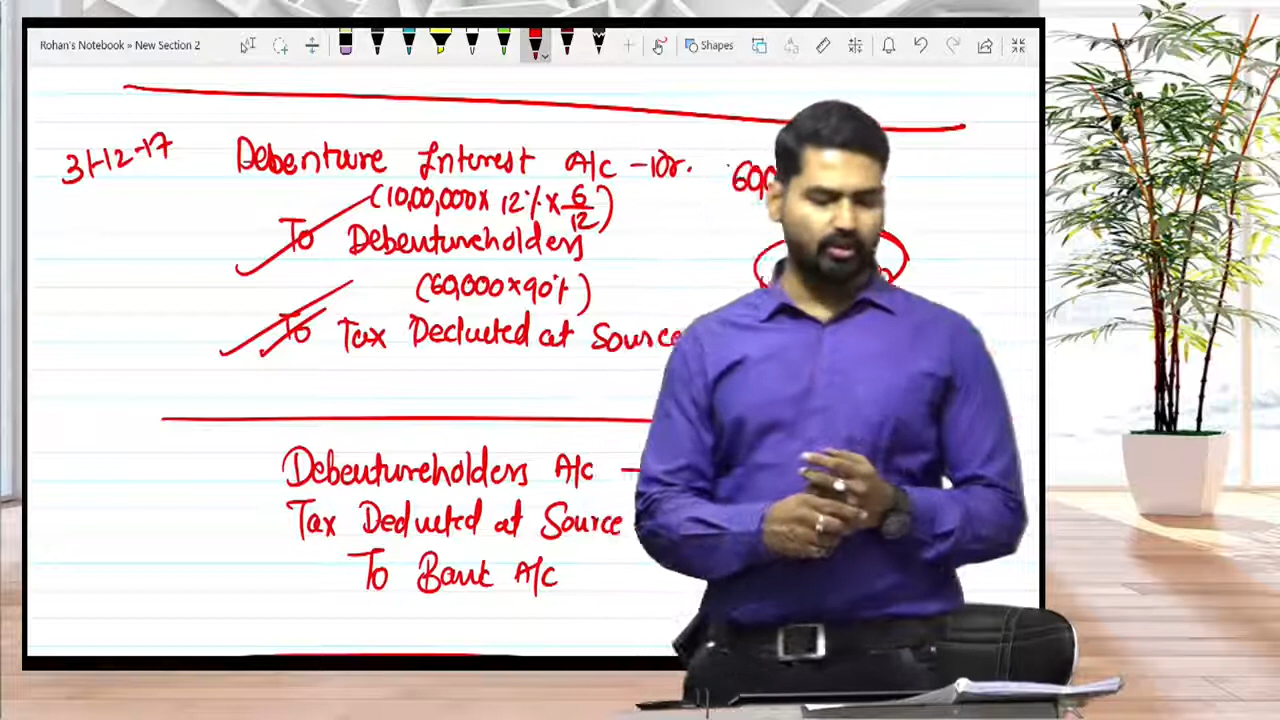 Rohan's Notebook » New Section 2
Shapes
31-12-17 Debenture Interest A/c - Dr.
(10,00,000 × 12% × 6/12)
To Debentureholders
(60,000 × 90%)
To Tax Deducted at Source
Debentureholders A/c -
Tax Deducted at Source
To Bank A/c